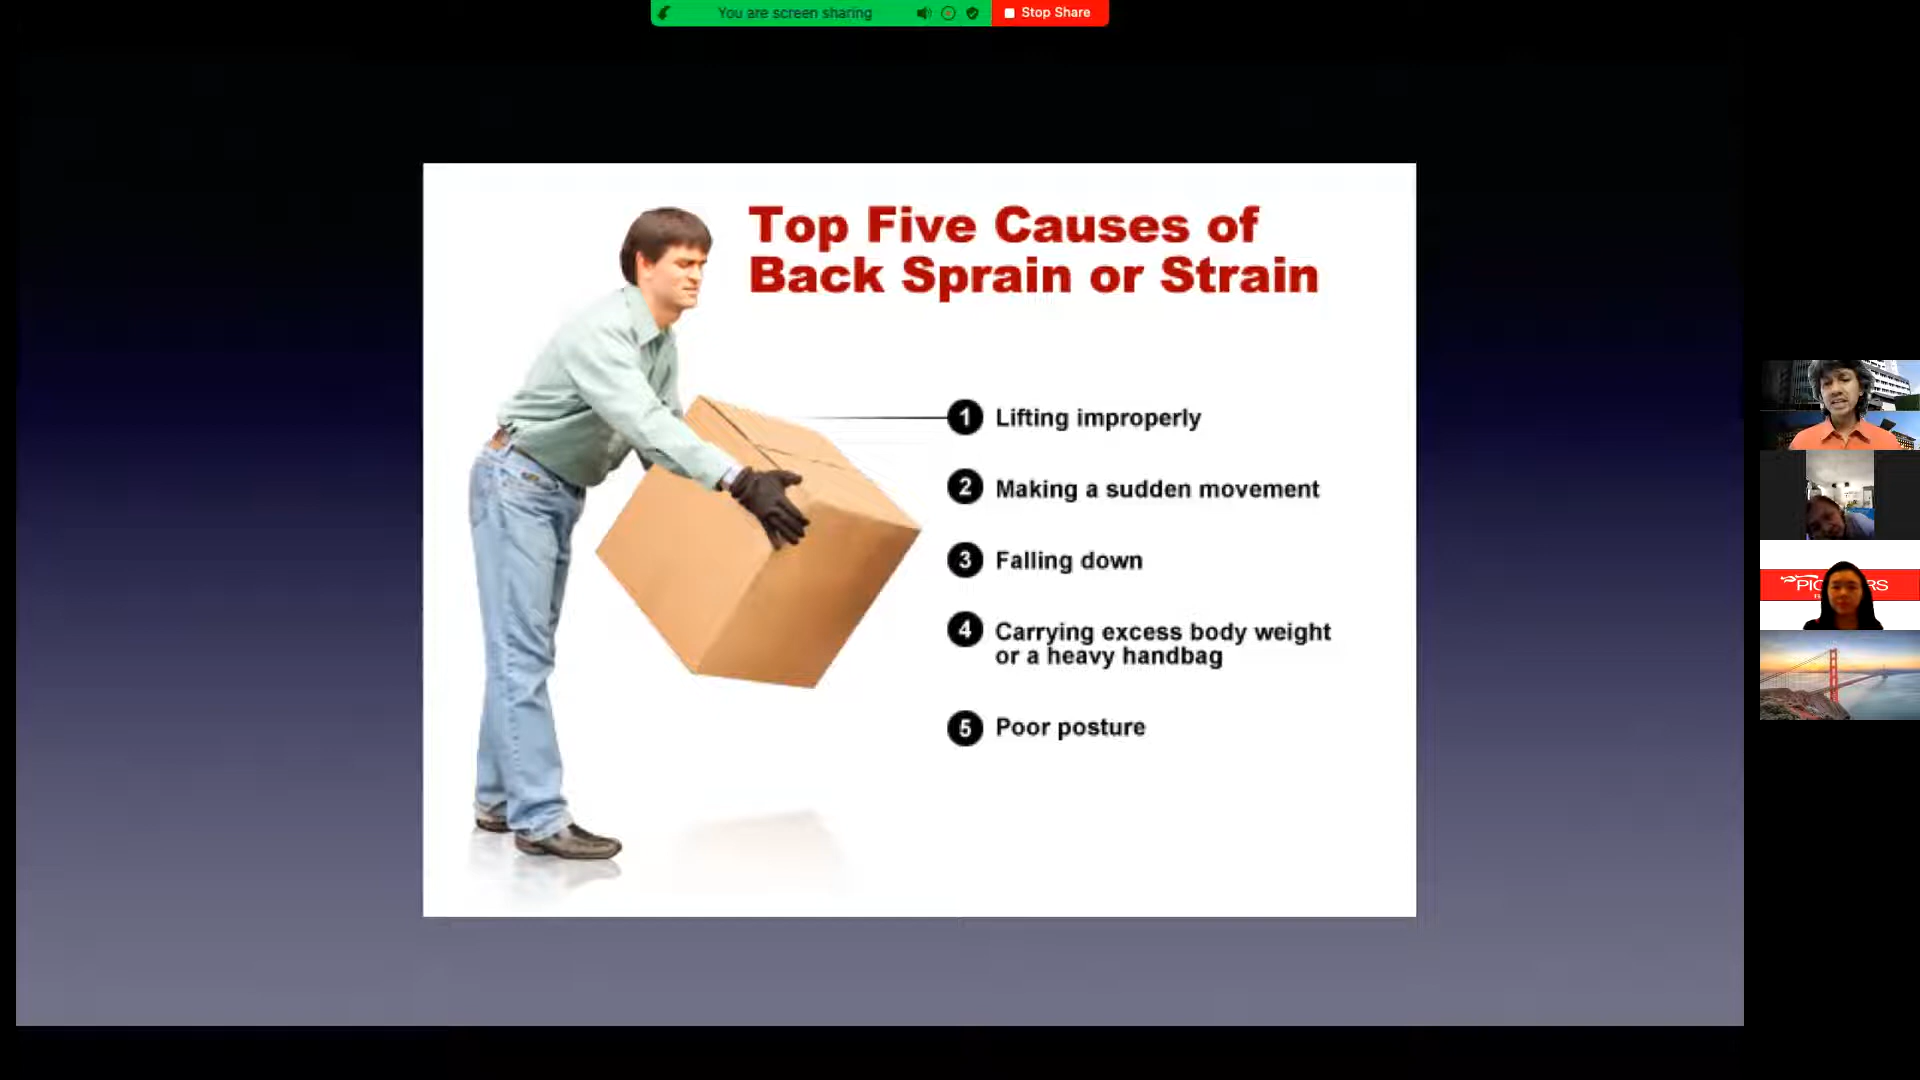 You are screen sharing
Stop Share
Top Five Causes of
Back Sprain or Strain
1 Lifting improperly
2 Making a sudden movement
3 Falling down
4 Carrying excess body weight
or a heavy handbag
5 Poor posture